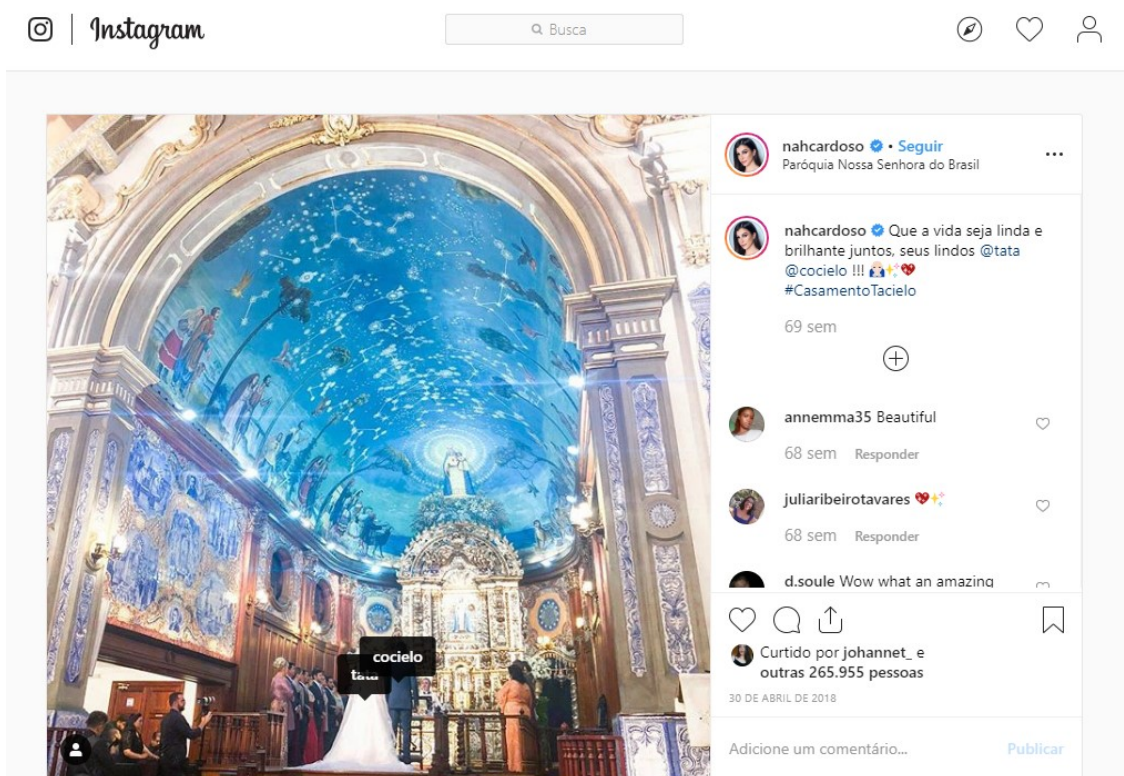 Instagram
Busca
cocielo
tata
nahcardoso • Seguir
Paróquia Nossa Senhora do Brasil
nahcardoso Que a vida seja linda e
brilhante juntos, seus lindos @tata
@cocielo !!!
#CasamentoTacielo
69 sem
annemma35 Beautiful
68 sem Responder
juliaribeirotavares
68 sem Responder
d.soule Wow what an amazing
Curtido por johannet_ e
outras 265.955 pessoas
30 DE ABRIL DE 2018
Adicione um comentário... Publicar